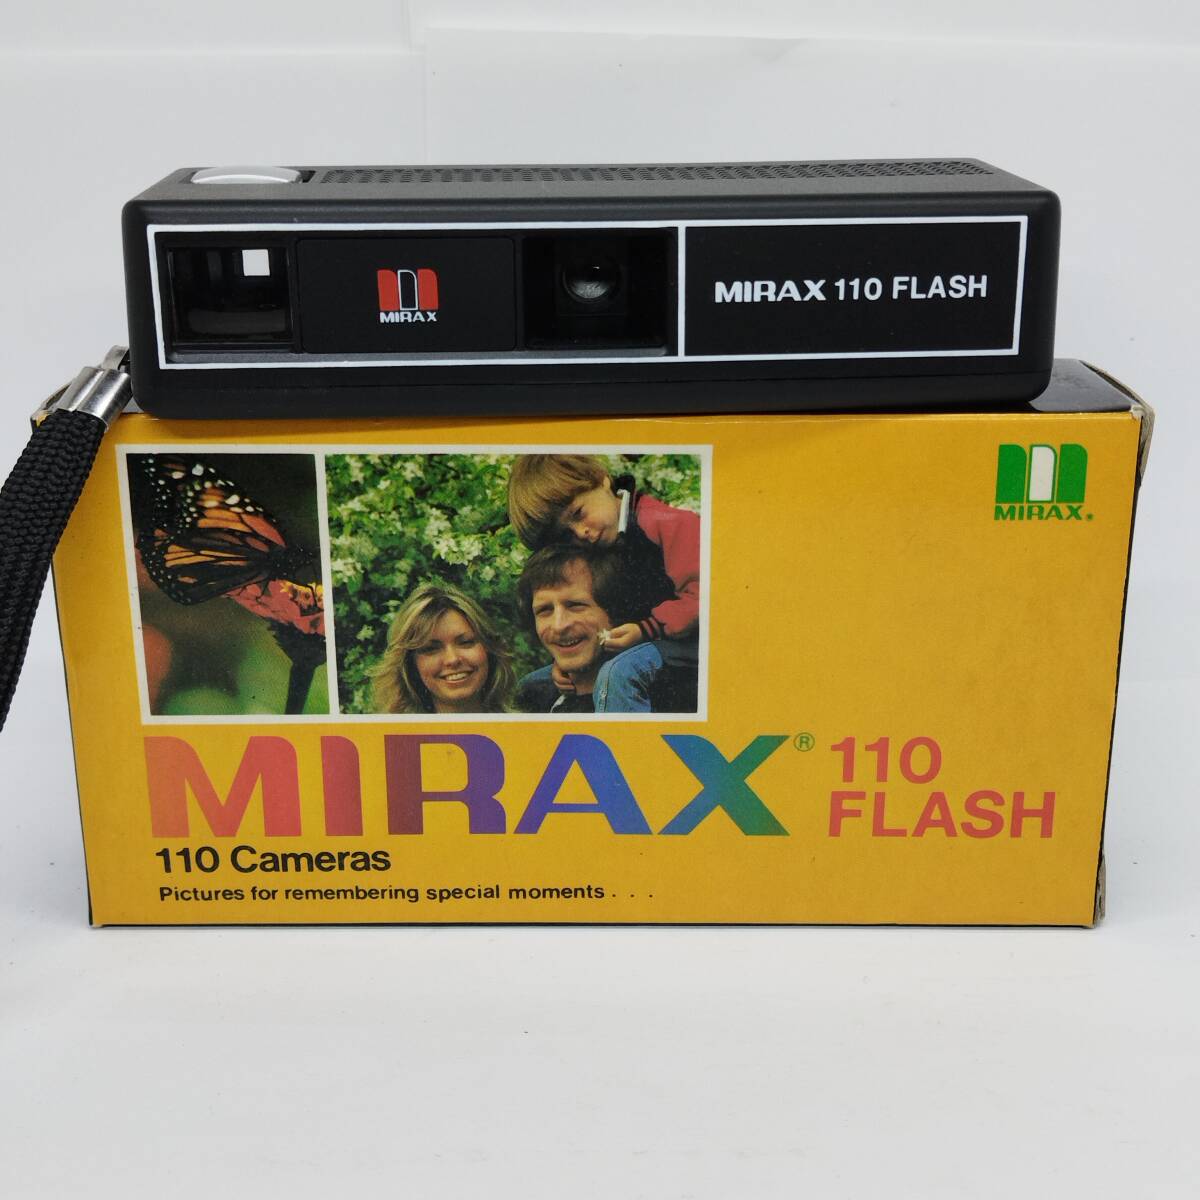 MIRAX
MIRAX 110 FLASH
MIRAX.
MIRAX® 110
FLASH
110 Cameras
Pictures for remembering special moments . . .